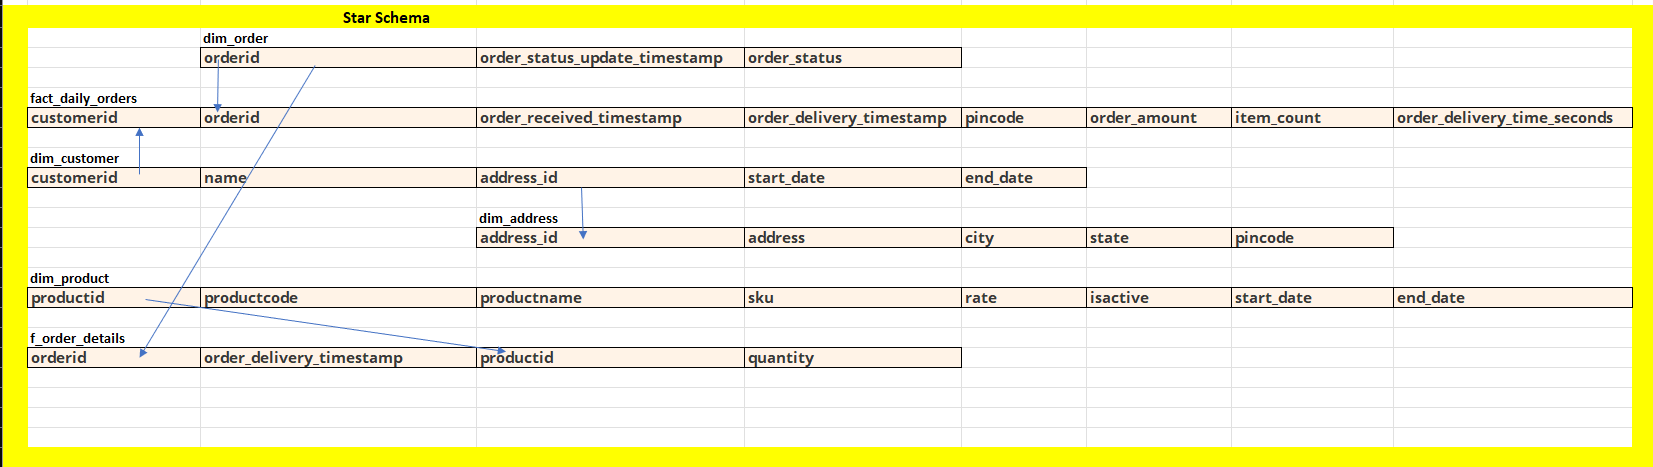 Star Schema
dim_order
orderid order_status_update_timestamp order_status
fact_daily_orders
customerid orderid order_received_timestamp order_delivery_timestamp pincode order_amount item_count order_delivery_time_seconds
dim_customer
customerid name address_id start_date end_date
dim_address
address_id address city state pincode
dim_product
productid productcode productname sku rate isactive start_date end_date
f_order_details
orderid order_delivery_timestamp productid quantity